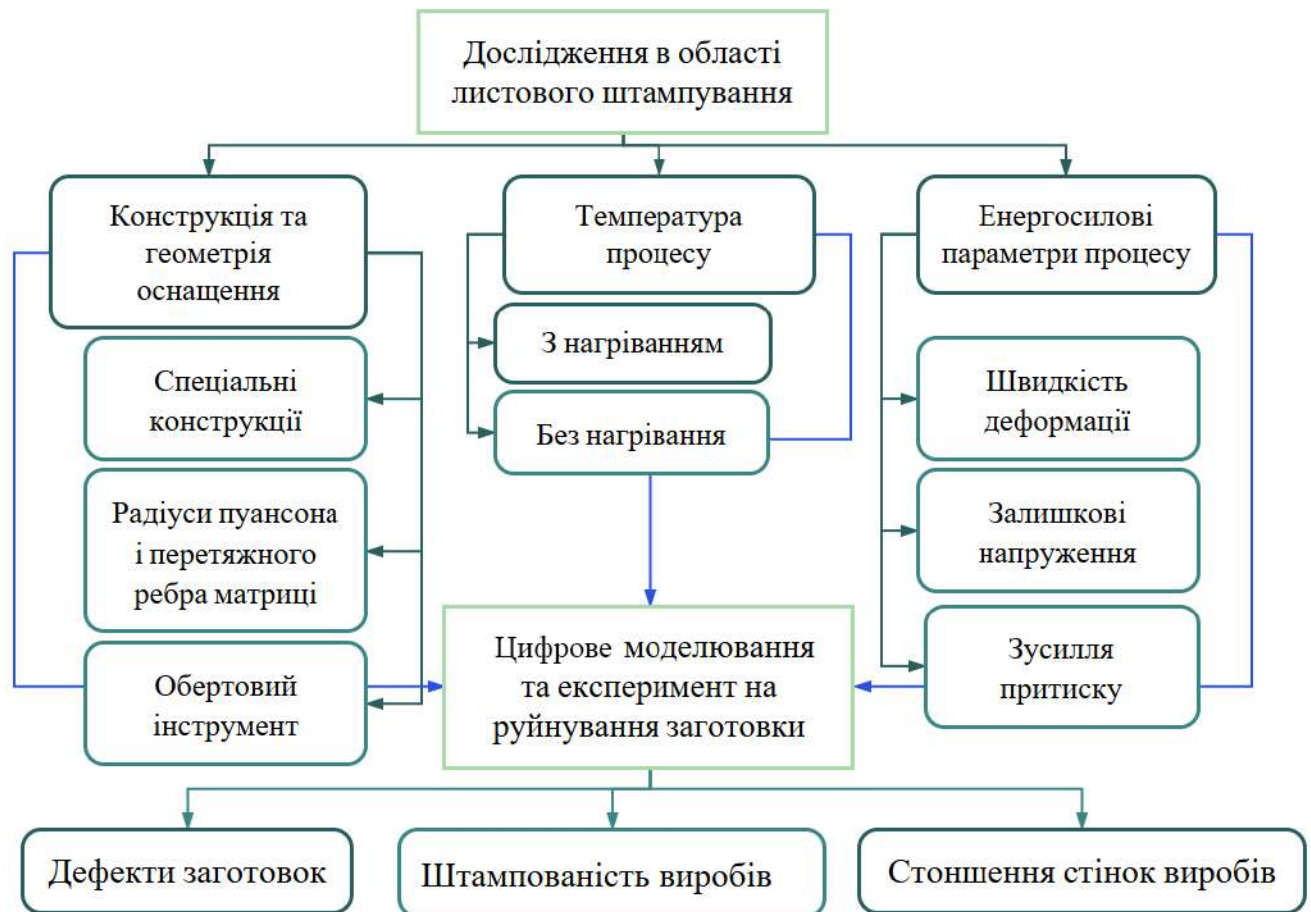 Дослідження в області
листового штампування
Конструкція та
геометрія
оснащення
Температура
процесу
Енергосилові
параметри процесу
Спеціальні
конструкції
З нагріванням
Швидкість
деформації
Без нагрівання
Радіуси пуансона
і перетяжного
ребра матриці
Залишкові
напруження
Обертовий
інструмент
Цифрове моделювання
та експеримент на
руйнування заготовки
Зусилля
притиску
Дефекти заготовок
Штампованість виробів
Стоншення стінок виробів